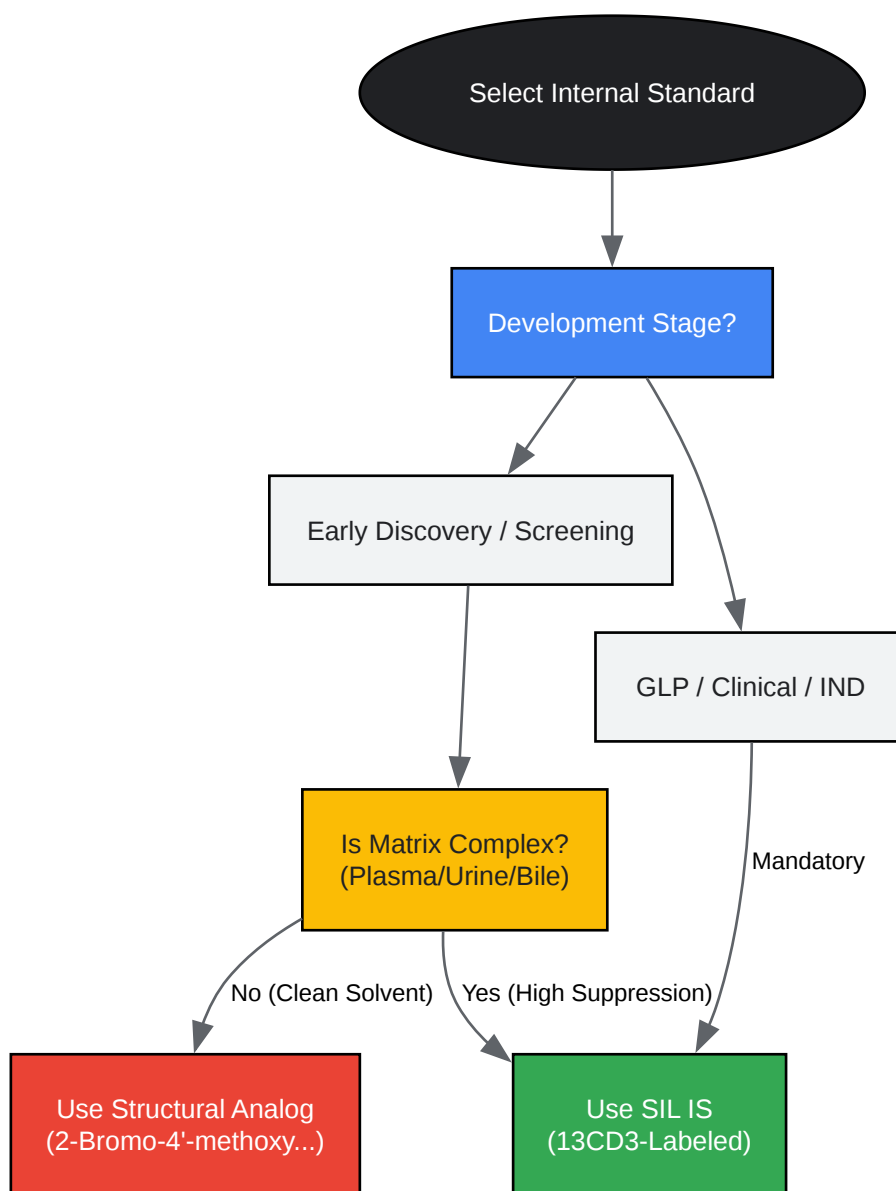 Select Internal Standard
Development Stage?
Early Discovery / Screening
GLP / Clinical / IND
Is Matrix Complex?
(Plasma/Urine/Bile)
Mandatory
No (Clean Solvent)
Yes (High Suppression)
Use Structural Analog
(2-Bromo-4'-methoxy...)
Use SIL IS
(13CD3-Labeled)